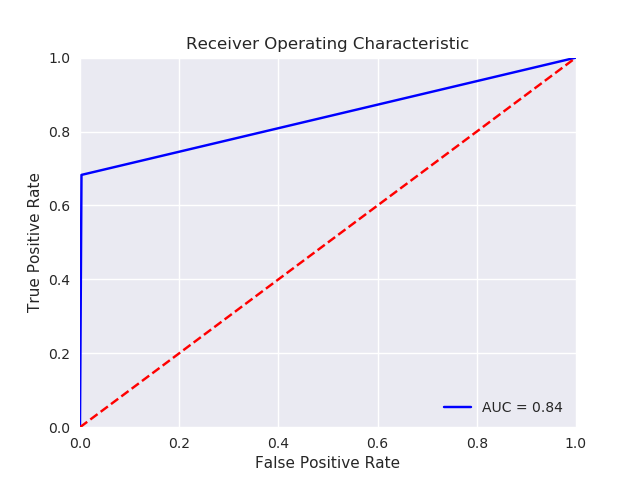 Receiver Operating Characteristic
True Positive Rate
1.0
0.8
0.6
0.4
0.2
0.0
AUC = 0.84
0.0 0.2 0.4 0.6 0.8 1.0
False Positive Rate